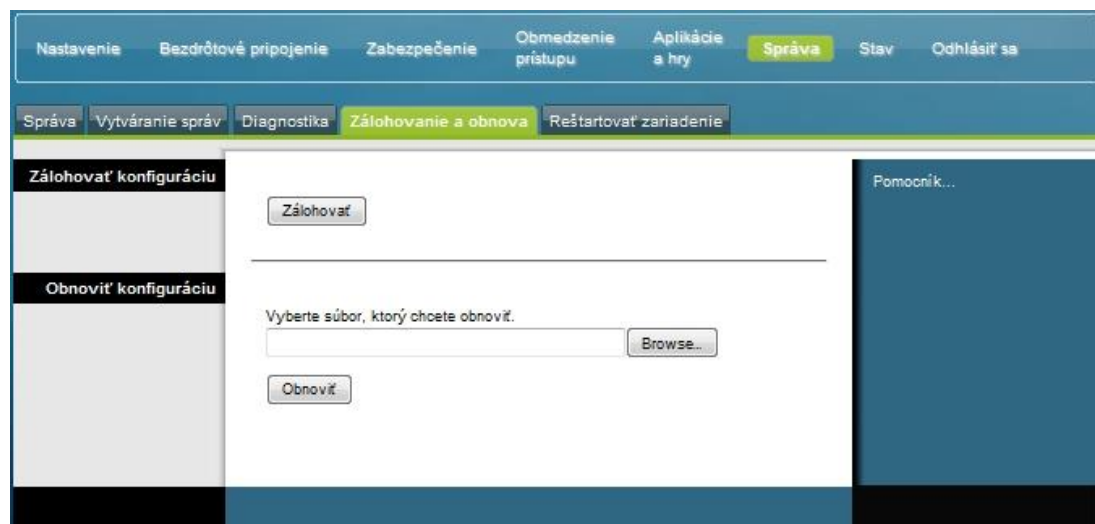 Nastavenie Bezdrôtové pripojenie Zabezpečenie Obmedzenie prístupu Aplikácie a hry Správa Stav Odhlásiť sa
Správa Vytváranie správ Diagnostika Zálohovanie a obnova Reštartovať zariadenie
Zálohovať konfiguráciu
Pomocník...
Zálohovať
Obnoviť konfiguráciu
Vyberte súbor, ktorý chcete obnoviť.
Browse...
Obnoviť